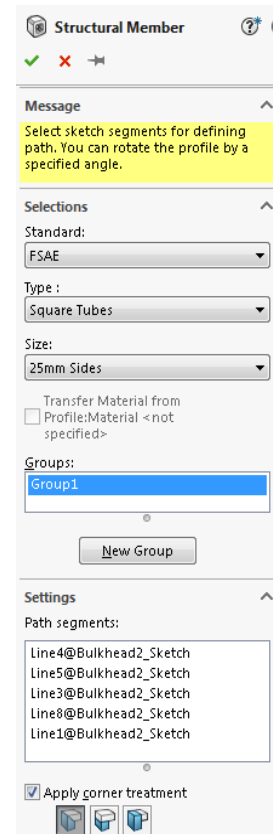 Structural Member
Message
Select sketch segments for defining
path. You can rotate the profile by a
specified angle.
Selections
Standard:
FSAE
Type :
Square Tubes
Size:
25mm Sides
Transfer Material from
Profile:Material <not
specified>
Groups:
Group1
New Group
Settings
Path segments:
Line4@Bulkhead2_Sketch
Line5@Bulkhead2_Sketch
Line3@Bulkhead2_Sketch
Line8@Bulkhead2_Sketch
Line1@Bulkhead2_Sketch
Apply corner treatment